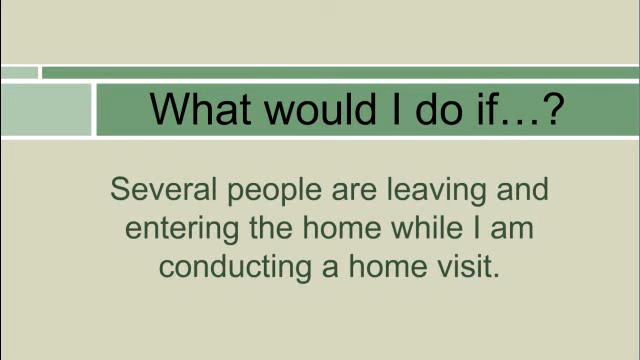 What would I do if…?
Several people are leaving and
entering the home while I am
conducting a home visit.